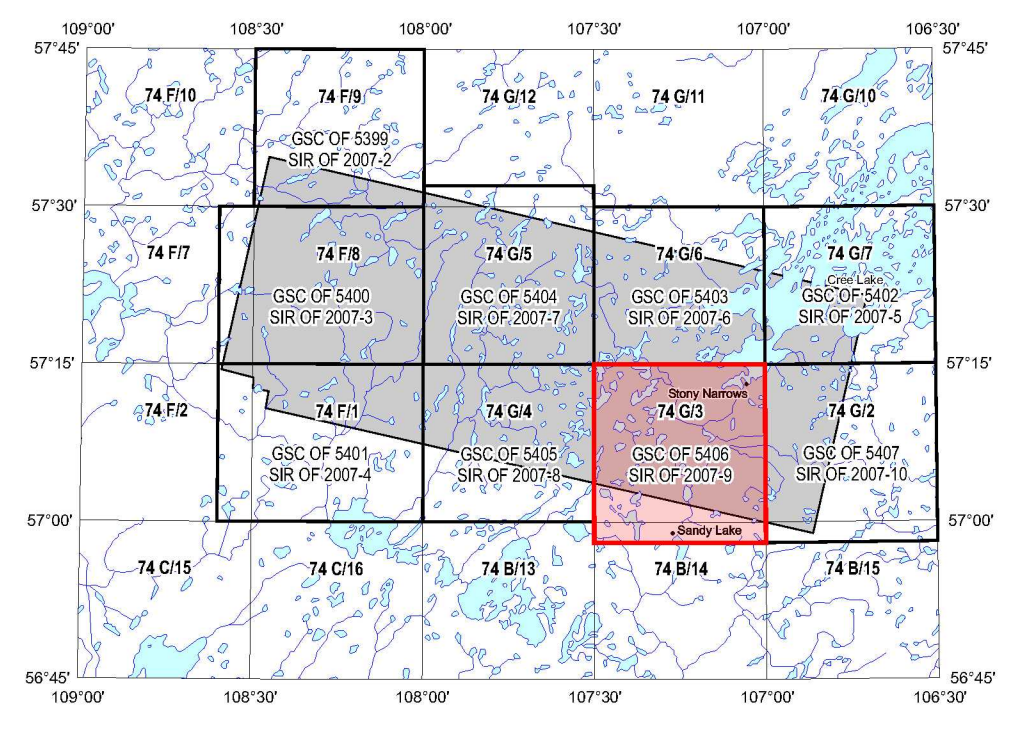 109°00' 108°30' 108°00' 107°30' 107°00' 106°30'
57°45' 57°45'
74 F/10 74 F/9 74 G/12 74 G/11 74 G/10
GSC OF 5399
SIR OF 2007-2
57°30' 57°30'
74 F/7 74 F/8 74 G/5 74 G/6 74 G/7
Cree Lake
GSC OF 5400 GSC OF 5404 GSC OF 5403 GSC OF 5402
SIR OF 2007-3 SIR OF 2007-7 SIR OF 2007-6 SIR OF 2007-5
57°15' 57°15'
Stony Narrows
74 F/2 74 F/1 74 G/4 74 G/3 74 G/2
GSC OF 5401 GSC OF 5405 GSC OF 5406 GSC OF 5407
SIR OF 2007-4 SIR OF 2007-8 SIR OF 2007-9 SIR OF 2007-10
57°00' 57°00'
Sandy Lake
74 C/15 74 C/16 74 B/13 74 B/14 74 B/15
56°45' 56°45'
109°00' 108°30' 108°00' 107°30' 107°00' 106°30'